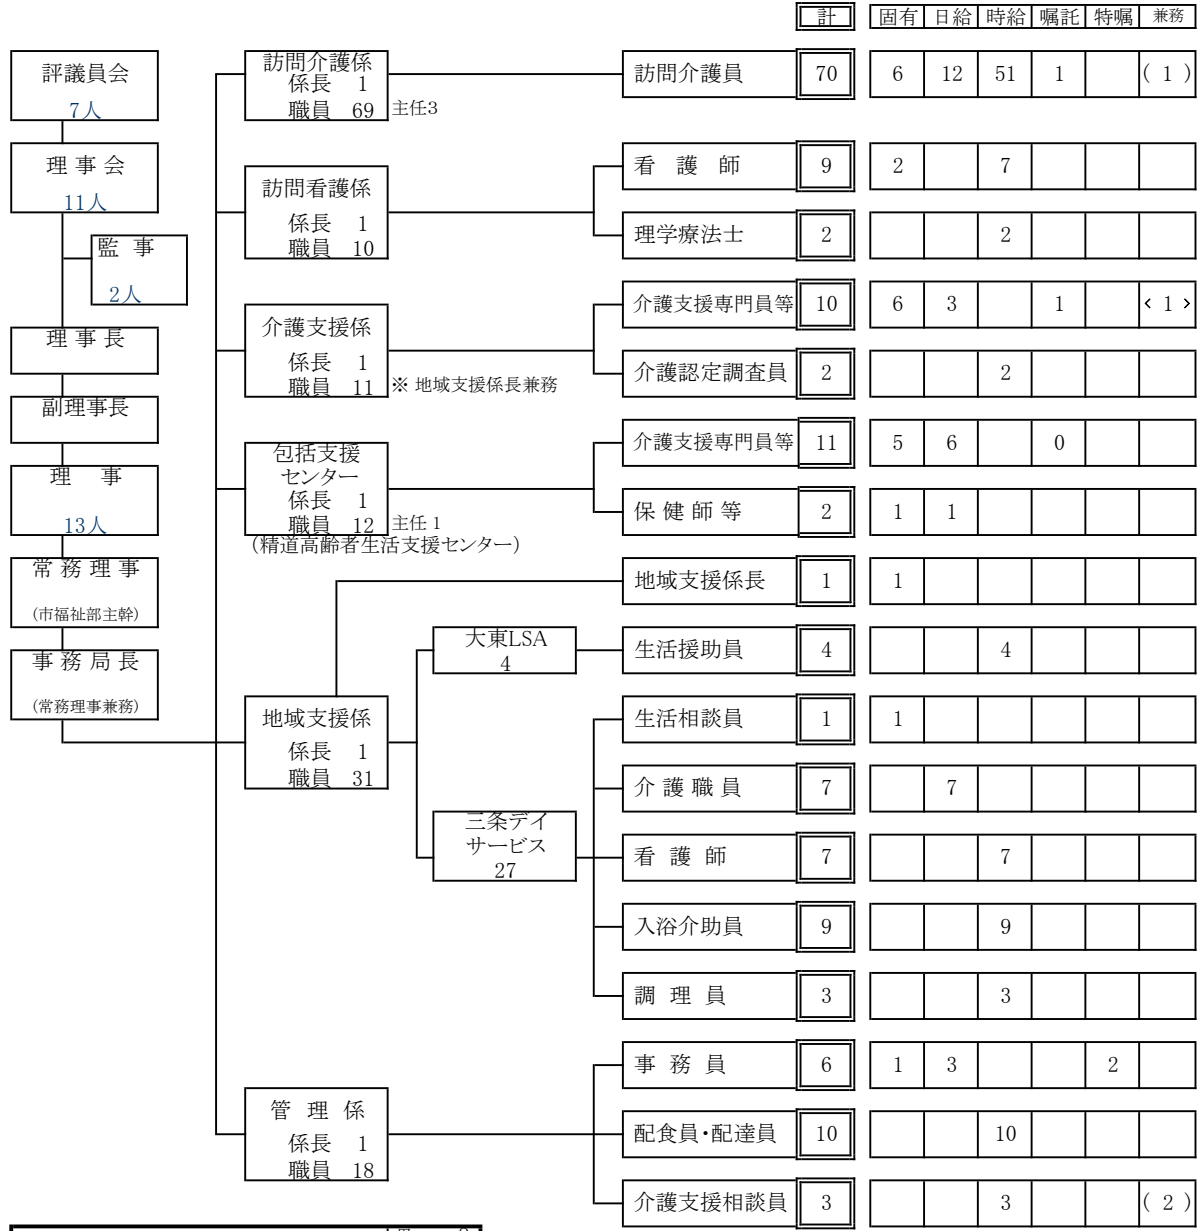 計 固有 日給 時給 嘱託 特嘱 兼務
評議員会
7人
理事会
11人
監 事
2人
理事長
副理事長
理 事
13人
常務理事
(市福祉部主幹)
事務局長
(常務理事兼務)
訪問介護係
係長 1
職員 69 主任3
訪問介護員 70 6 12 51 1 ( 1 )
訪問看護係
係長 1
職員 10
看 護 師 9 2 7
理学療法士 2 2
介護支援係
係長 1
職員 11 ※ 地域支援係長兼務
介護支援専門員等 10 6 3 1 < 1 >
介護認定調査員 2 2
包括支援
センター
係長 1
職員 12 主任 1
(精道高齢者生活支援センター)
介護支援専門員等 11 5 6 0
保健師等 2 1 1
地域支援係長 1 1
地域支援係
係長 1
職員 31
大東LSA
4
生活援助員 4 4
三条デイ
サービス
27
生活相談員 1 1
介護職員 7 7
看 護 師 7 7
入浴介助員 9 9
調 理 員 3 3
管 理 係
係長 1
職員 18
事 務 員 6 1 3 2
配食員・配達員 10 10
介護支援相談員 3 3 ( 2 )